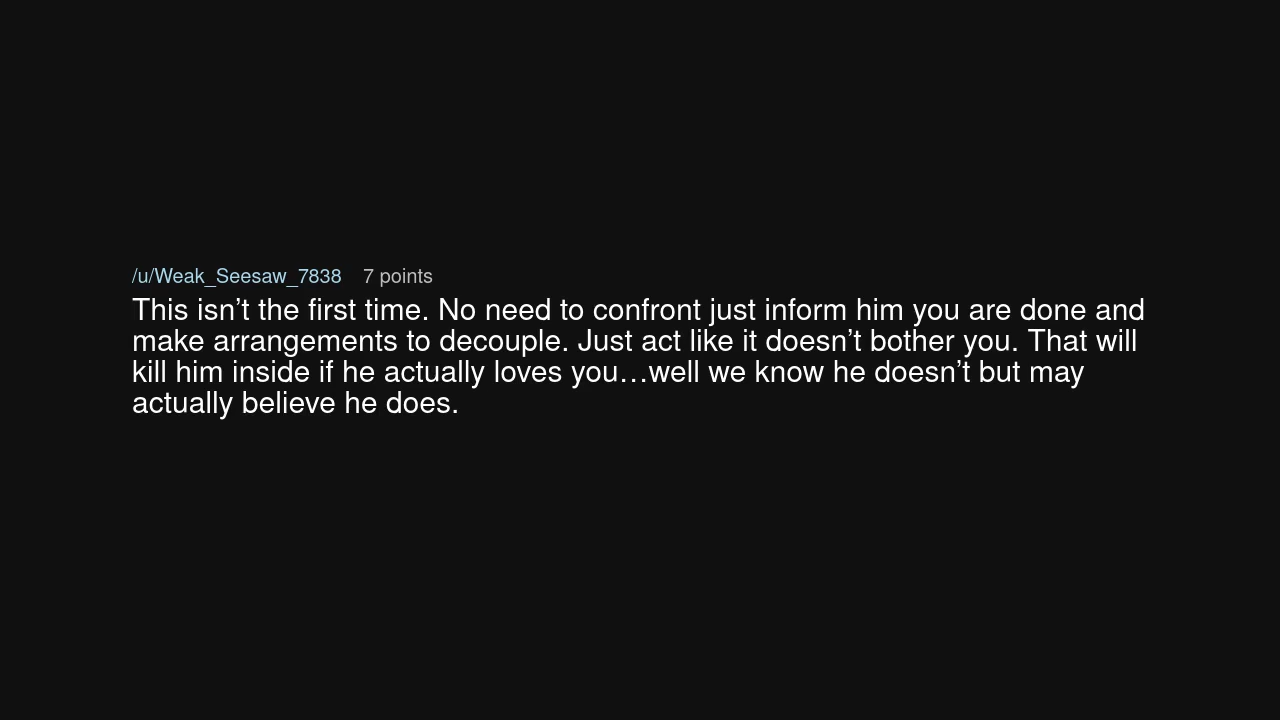 /u/Weak_Seesaw_7838 7 points
This isn’t the first time. No need to confront just inform him you are done and
make arrangements to decouple. Just act like it doesn’t bother you. That will
kill him inside if he actually loves you…well we know he doesn’t but may
actually believe he does.